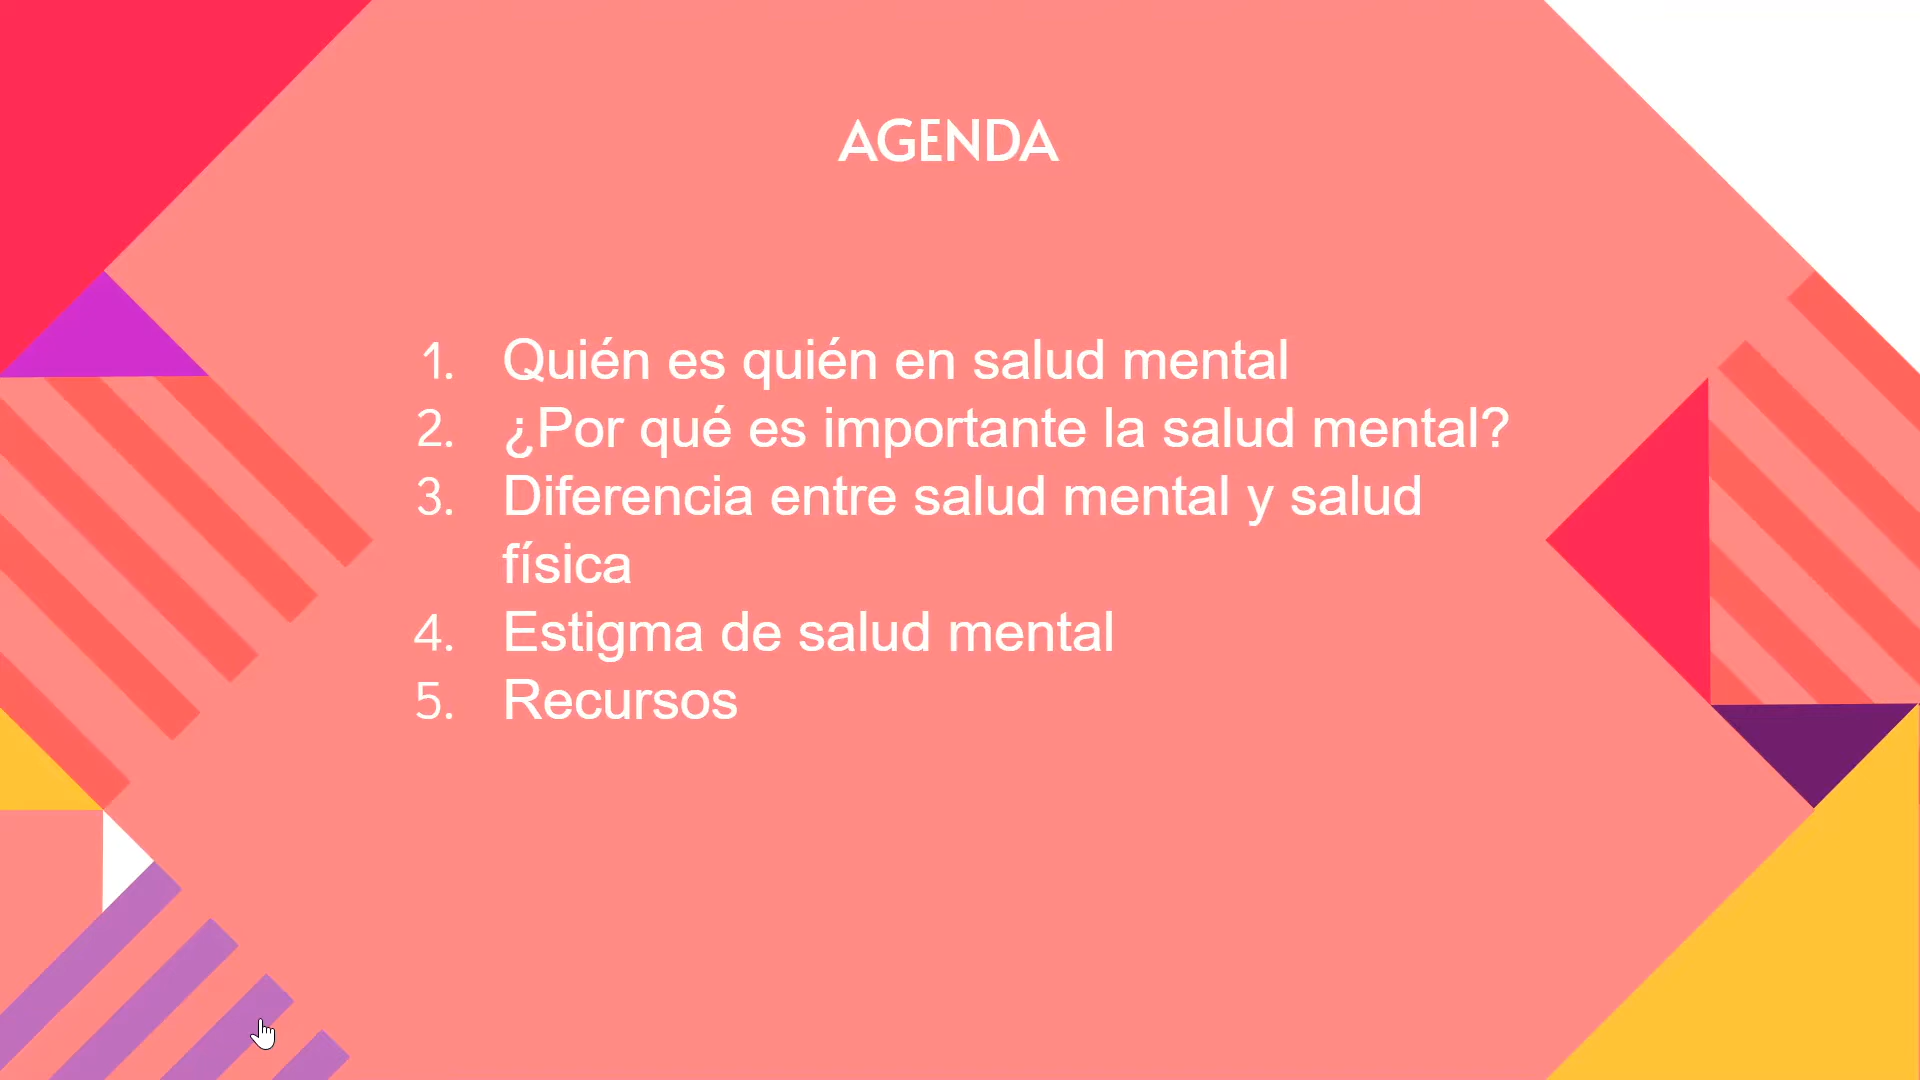 AGENDA
1. Quién es quién en salud mental
2. ¿Por qué es importante la salud mental?
3. Diferencia entre salud mental y salud
física
4. Estigma de salud mental
5. Recursos